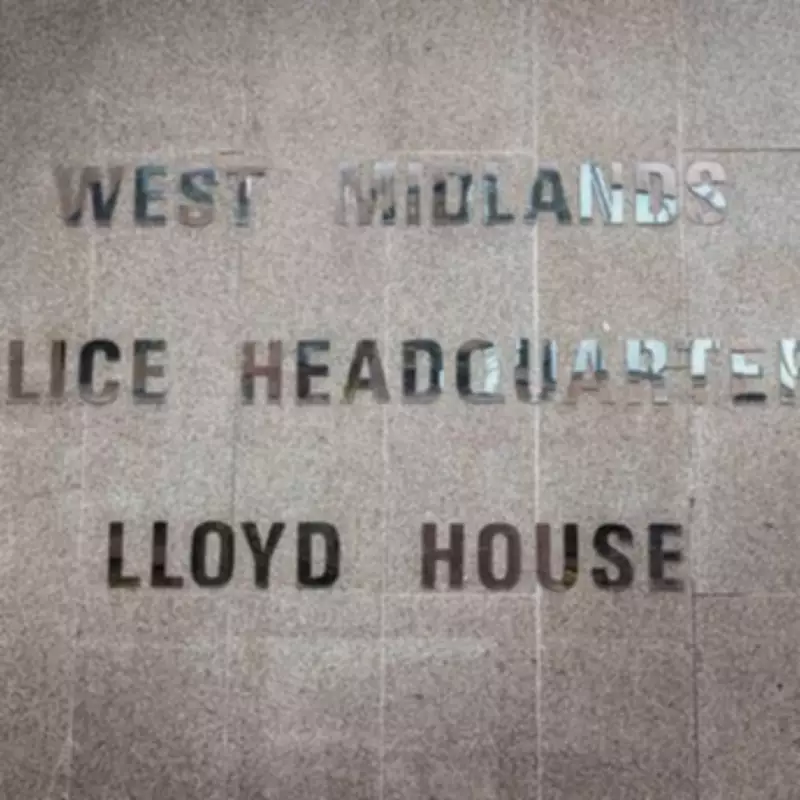 WEST MIDLANDS
LICE HEADQUARTE
LLOYD HOUSE